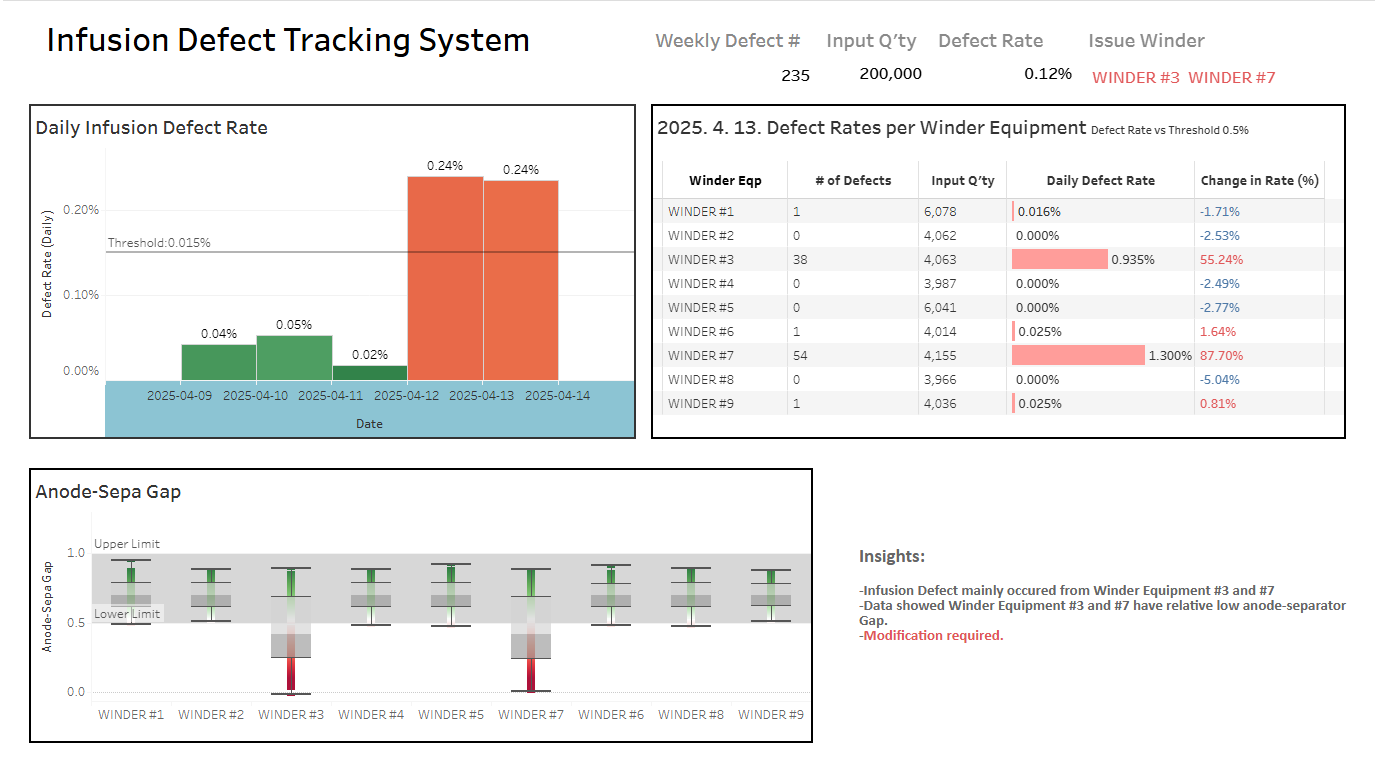 Infusion Defect Tracking System
Weekly Defect # Input Q'ty Defect Rate Issue Winder
235 200,000 0.12% WINDER #3 WINDER #7
Daily Infusion Defect Rate
Defect Rate (Daily)
0.20%
0.10%
0.00%
Threshold:0.015%
0.04%
0.05%
0.02%
0.24%
0.24%
2025-04-09 2025-04-10 2025-04-11 2025-04-12 2025-04-13 2025-04-14
Date
2025. 4. 13. Defect Rates per Winder Equipment Defect Rate vs Threshold 0.5%
Winder Eqp # of Defects Input Q'ty Daily Defect Rate Change in Rate (%)
WINDER #1 1 6,078 0.016% -1.71%
WINDER #2 0 4,062 0.000% -2.53%
WINDER #3 38 4,063 0.935% 55.24%
WINDER #4 0 3,987 0.000% -2.49%
WINDER #5 0 6,041 0.000% -2.77%
WINDER #6 1 4,014 0.025% 1.64%
WINDER #7 54 4,155 1.300% 87.70%
WINDER #8 0 3,966 0.000% -5.04%
WINDER #9 1 4,036 0.025% 0.81%
Anode-Sepa Gap
Anode-Sepa Gap
1.0
0.5
0.0
Upper Limit
Lower Limit
WINDER #1 WINDER #2 WINDER #3 WINDER #4 WINDER #5 WINDER #7 WINDER #6 WINDER #8 WINDER #9
Insights:
-Infusion Defect mainly occured from Winder Equipment #3 and #7
-Data showed Winder Equipment #3 and #7 have relative low anode-separator
Gap.
-Modification required.